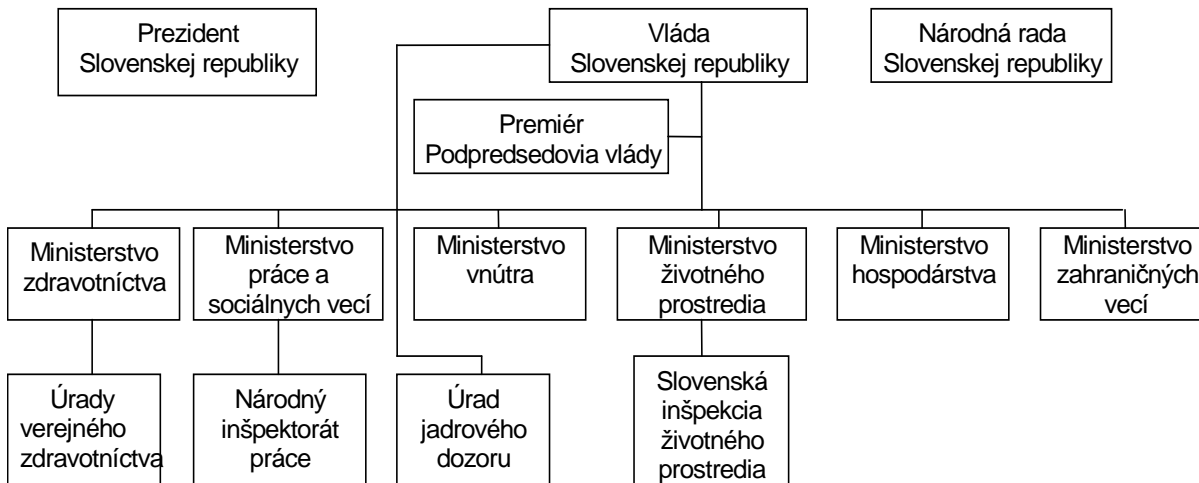 Prezident
Slovenskej republiky
Vláda
Slovenskej republiky
Národná rada
Slovenskej republiky
Premiér
Podpredsedovia vlády
Ministerstvo
zdravotníctva
Ministerstvo
práce a
sociálnych vecí
Ministerstvo
vnútra
Ministerstvo
životného
prostredia
Ministerstvo
hospodárstva
Ministerstvo
zahraničných
vecí
Úrady
verejného
zdravotníctva
Národný
inšpektorát
práce
Úrad
jadrového
dozoru
Slovenská
inšpekcia
životného
prostredia